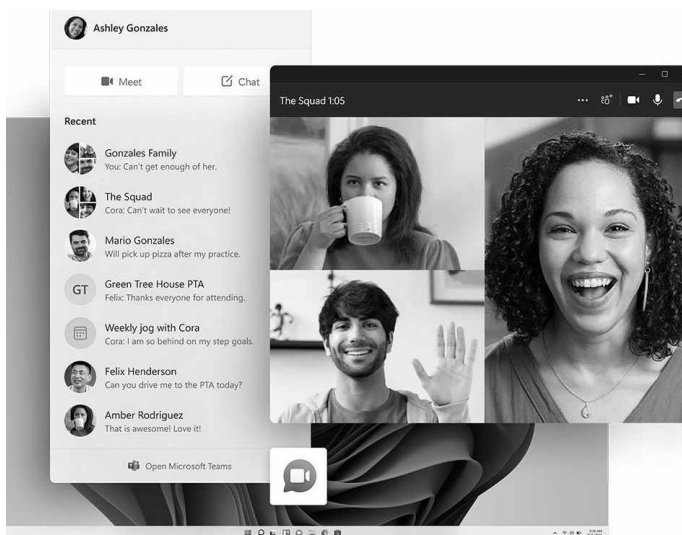 Ashley Gonzales
Meet
Chat
Recent
Gonzales Family
You: Can't get enough of her.
The Squad
Cora: Can't wait to see everyone!
Mario Gonzales
Will pick up pizza after my practice.
GT
Green Tree House PTA
Felix: Thanks everyone for attending.
Weekly jog with Cora
Cora: I am so behind on my step goals.
Felix Henderson
Can you drive me to the PTA today?
Amber Rodriguez
That is awesome! Love it!
Open Microsoft Teams
The Squad 1:05